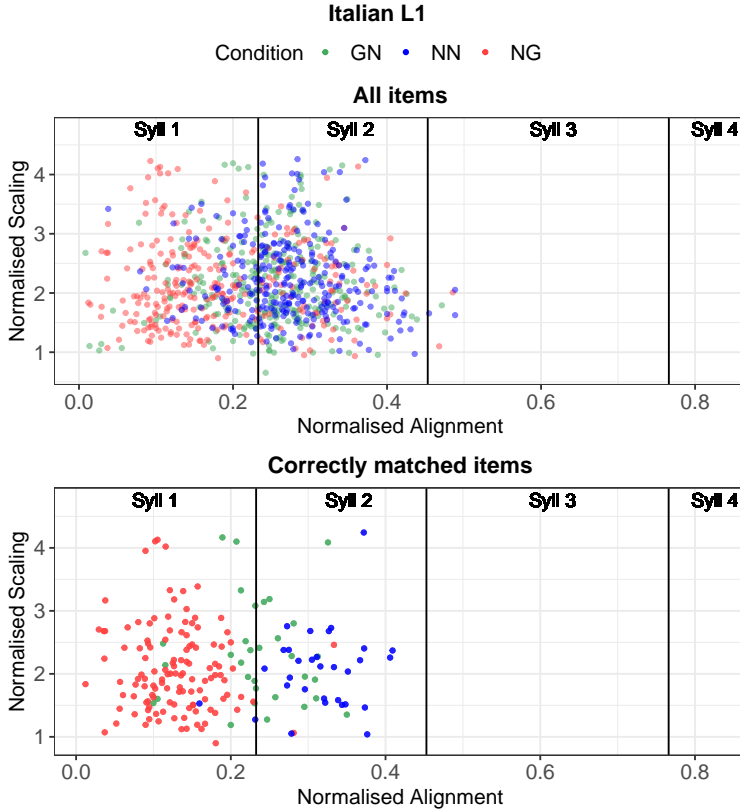 Italian L1
Condition GN NN NG
All items
Syll 1 Syll 2 Syll 3 Syll 4
4
3
2
1
Normalised Scaling
0.0 0.2 0.4 0.6 0.8
Normalised Alignment
Correctly matched items
Syll 1 Syll 2 Syll 3 Syll 4
4
3
2
1
Normalised Scaling
0.0 0.2 0.4 0.6 0.8
Normalised Alignment